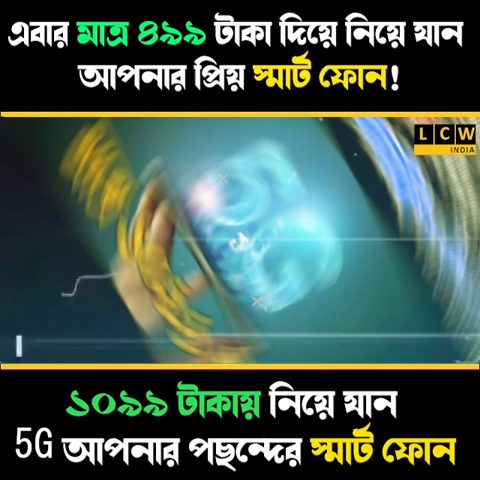 এবার মাত্র ৪৯৯ টাকা দিয়ে নিয়ে যান
আপনার প্রিয় স্মার্ট ফোন!
LCW
INDIA
১০৯৯ টাকায় নিয়ে যান
5G আপনার পছন্দের স্মার্ট ফোন